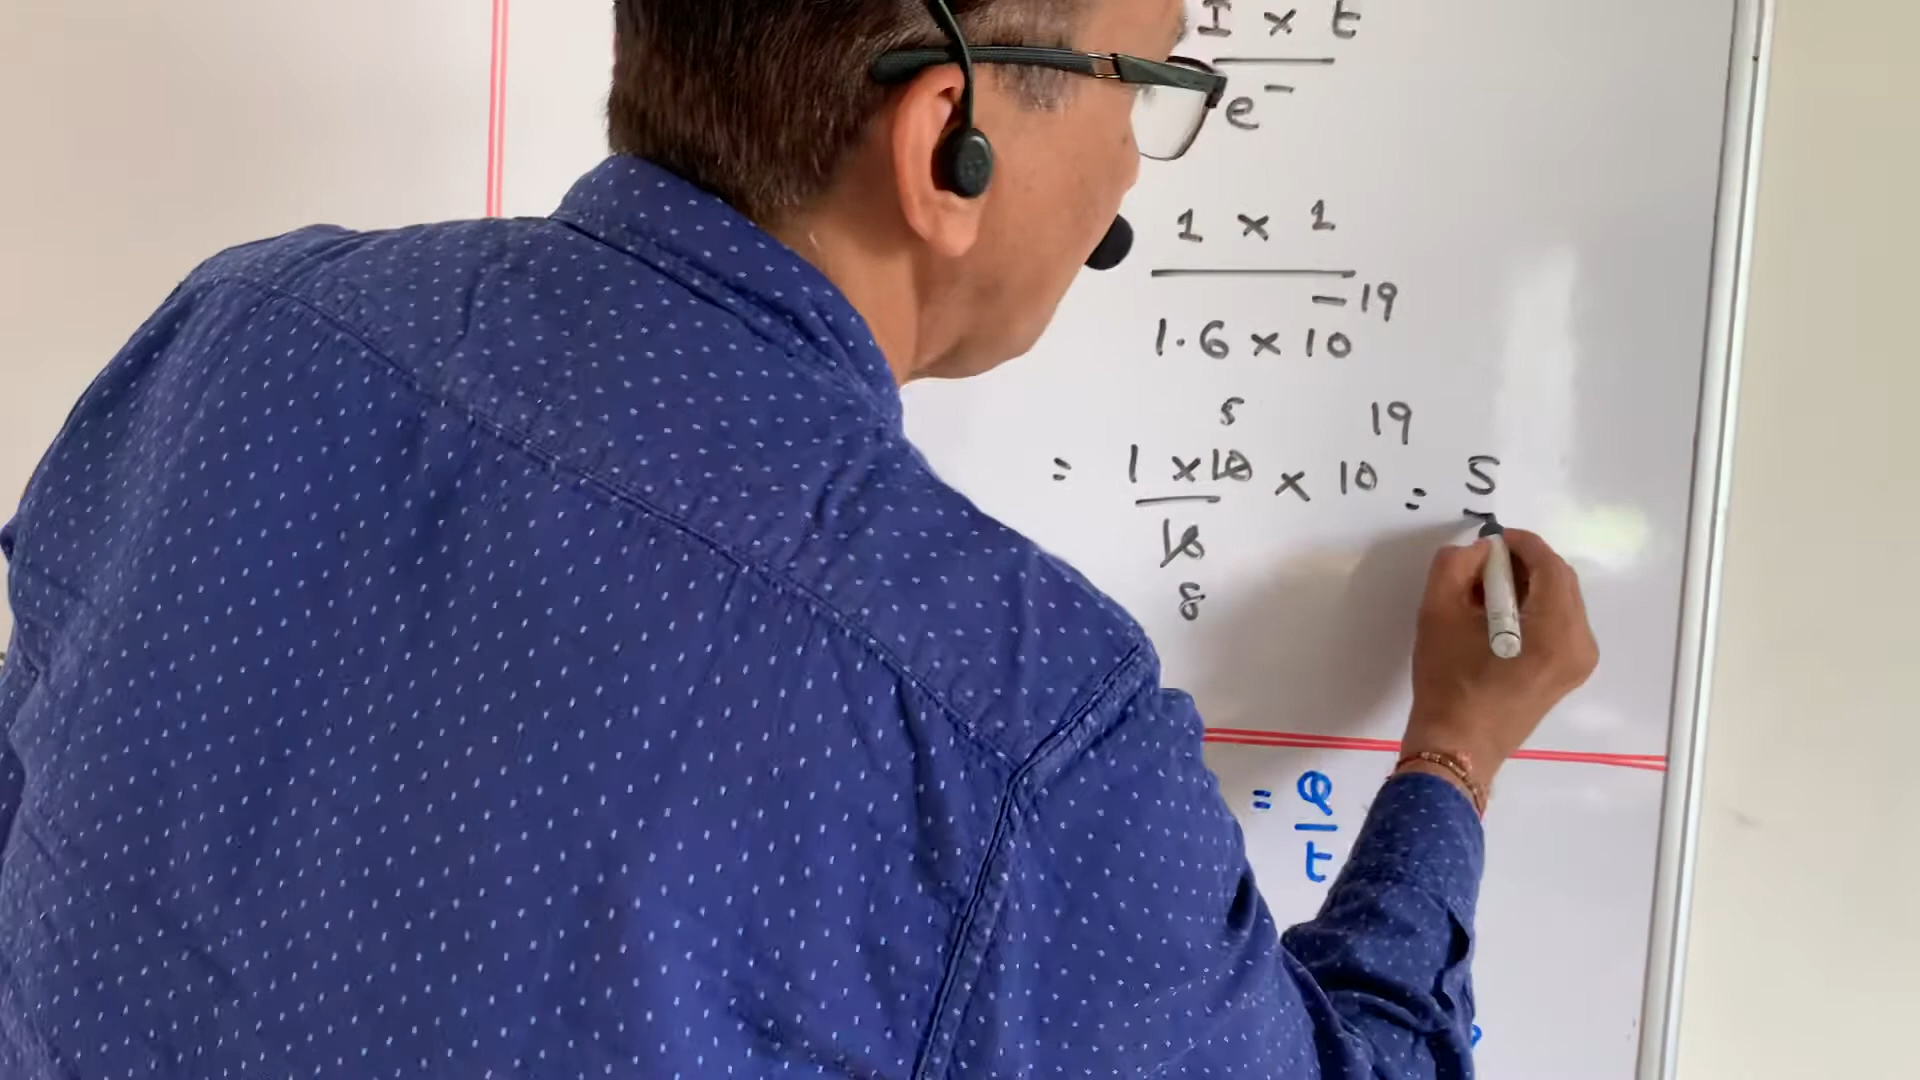 I x t
e⁻
1 x 1
1.6 x 10⁻¹⁹
5 19
= 1 x 10 x 10 = 5
16
8
= Q
t